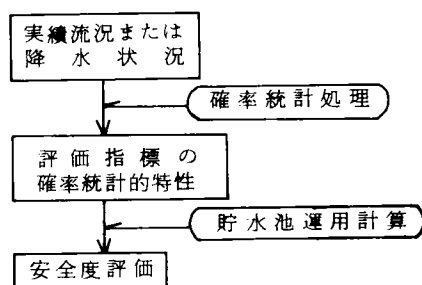 実績流況または
降水状況
確率統計処理
評価指標の
確率統計的特性
貯水池運用計算
安全度評価